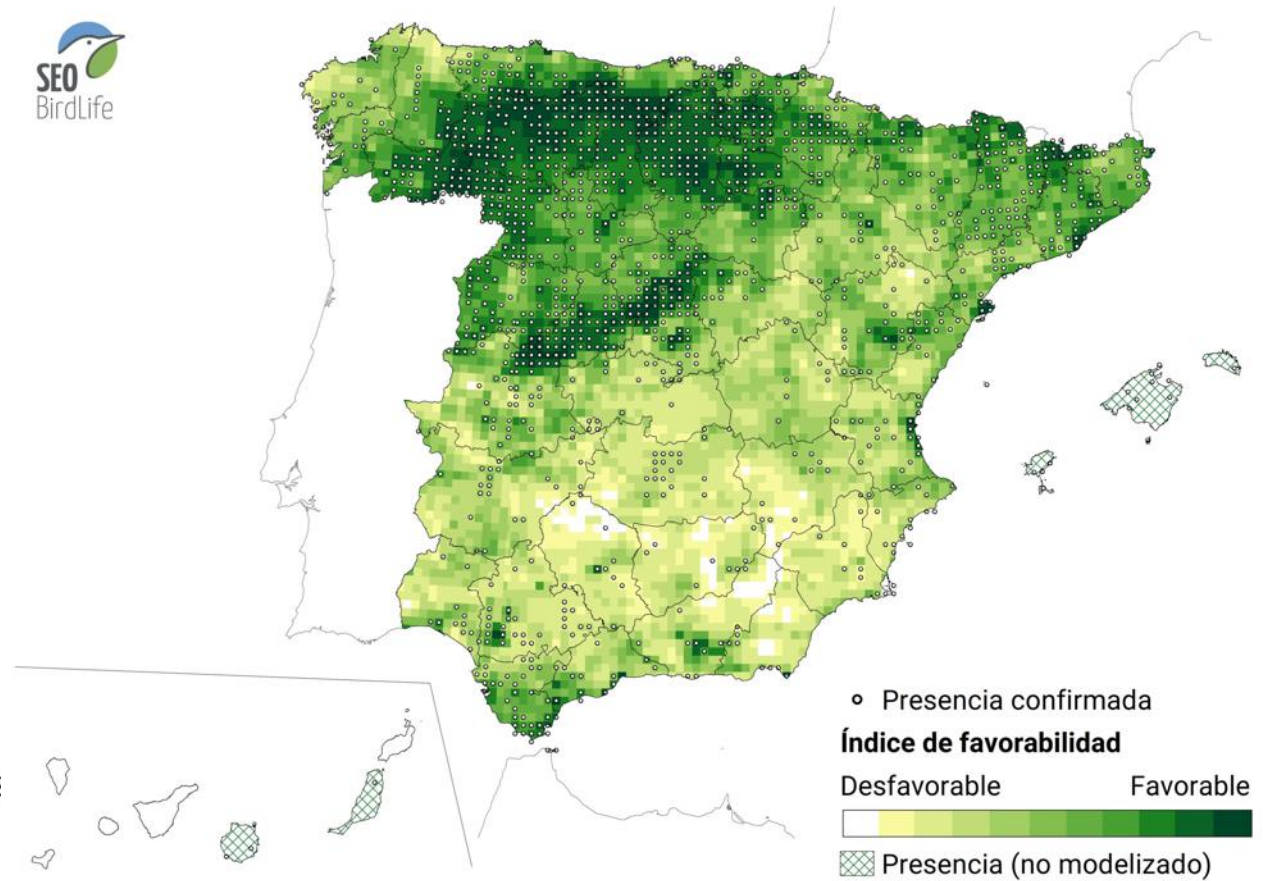 SEO
BirdLife
Presencia confirmada
Índice de favorabilidad
Desfavorable Favorable
Presencia (no modelizado)